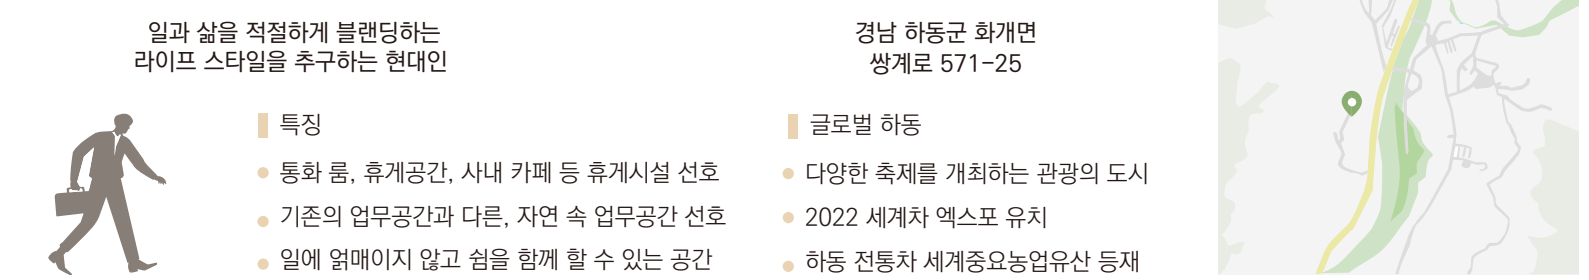 일과 삶을 적절하게 블랜딩하는
라이프 스타일을 추구하는 현대인
특징
통화 룸, 휴게공간, 사내 카페 등 휴게시설 선호
기존의 업무공간과 다른, 자연 속 업무공간 선호
일에 얽매이지 않고 쉼을 함께 할 수 있는 공간
경남 하동군 화개면
쌍계로 571-25
글로벌 하동
다양한 축제를 개최하는 관광의 도시
2022 세계차 엑스포 유치
하동 전통차 세계중요농업유산 등재